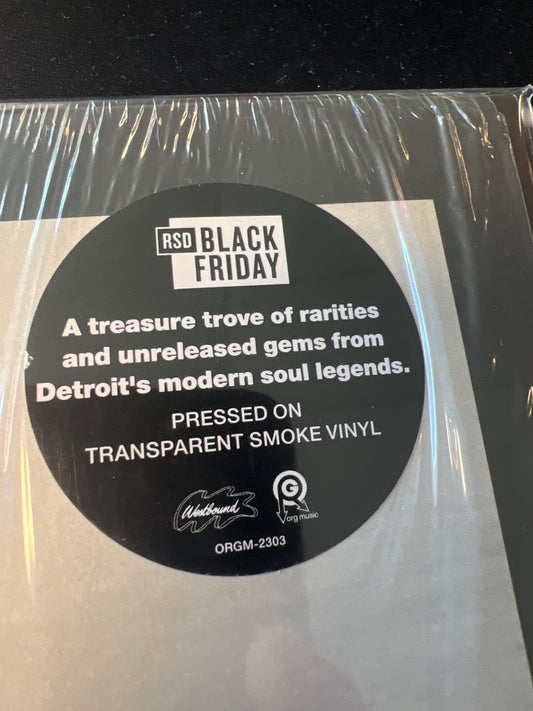 RSD BLACK
FRIDAY
A treasure trove of rarities
and unreleased gems from
Detroit's modern soul legends.
PRESSED ON
TRANSPARENT SMOKE VINYL
Westbound
org music
ORGM-2303